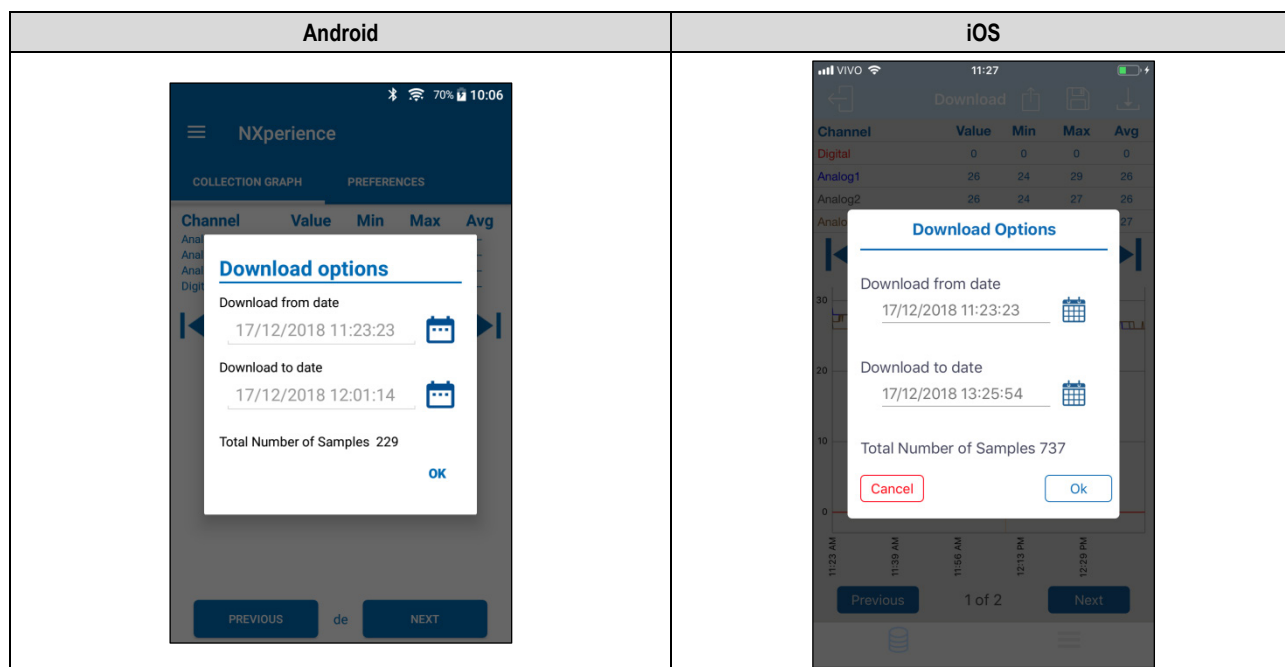 Android
iOS
70% 10:06
NXperience
COLLECTION GRAPH PREFERENCES
Channel Value Min Max Avg
Anal
Anal
Anal
Digit
Download options
Download from date
17/12/2018 11:23:23
Download to date
17/12/2018 12:01:14
Total Number of Samples 229
OK
PREVIOUS de NEXT
VIVO 11:27
Download
Channel Value Min Max Avg
Digital 0 0 0 0
Analog1 26 24 29 26
Analog2 26 24 27 26
Analo 27
Download Options
Download from date
17/12/2018 11:23:23
Download to date
17/12/2018 13:25:54
Total Number of Samples 737
Cancel Ok
30
20
10
0
11:23 AM
11:39 AM
11:56 AM
12:13 PM
12:29 PM
Previous 1 of 2 Next